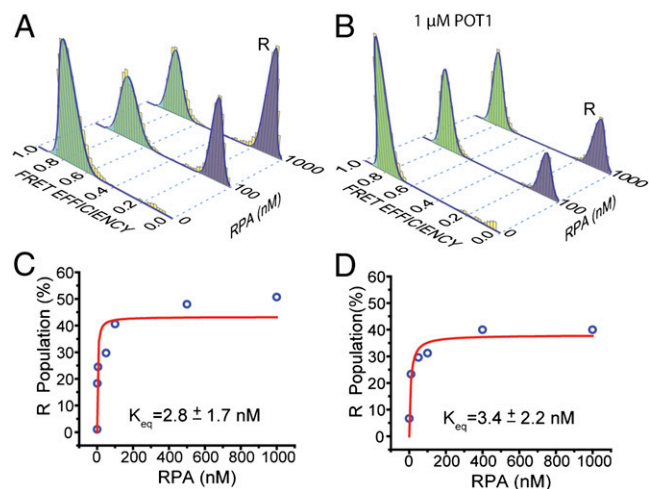 A
R
1.0
0.8
0.6
0.4
0.2
0.0
FRET EFFICIENCY
0
100
1000
RPA (nM)
B
1 μM POT1
R
1.0
0.8
0.6
0.4
0.2
0.0
FRET EFFICIENCY
0
100
1000
RPA (nM)
C
60
50
40
30
20
10
0
R Population (%)
Keq=2.8 ± 1.7 nM
0 200 400 600 800 1000
RPA (nM)
D
60
50
40
30
20
10
0
R Population(%)
Keq=3.4 ± 2.2 nM
0 200 400 600 800 1000
RPA (nM)